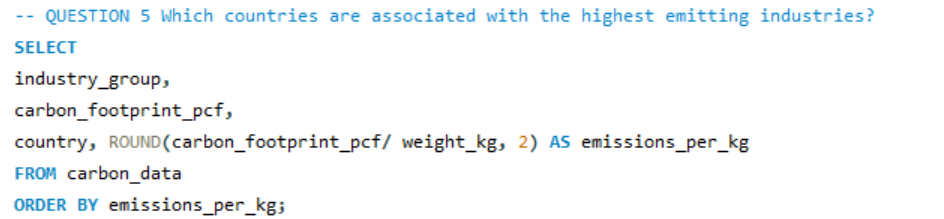 -- QUESTION 5 Which countries are associated with the highest emitting industries?
SELECT
industry_group,
carbon_footprint_pcf,
country, ROUND(carbon_footprint_pcf/ weight_kg, 2) AS emissions_per_kg
FROM carbon_data
ORDER BY emissions_per_kg;